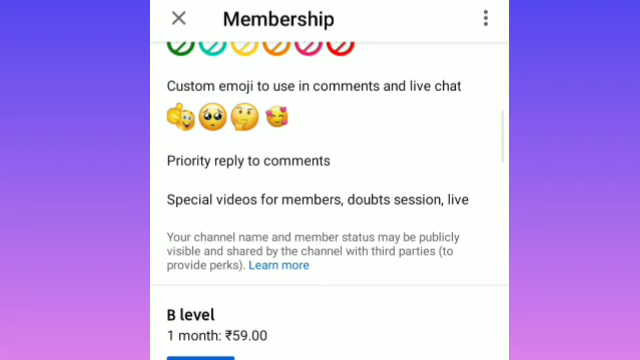 Membership
Custom emoji to use in comments and live chat
Priority reply to comments
Special videos for members, doubts session, live
Your channel name and member status may be publicly
visible and shared by the channel with third parties (to
provide perks). Learn more
B level
1 month: ₹59.00